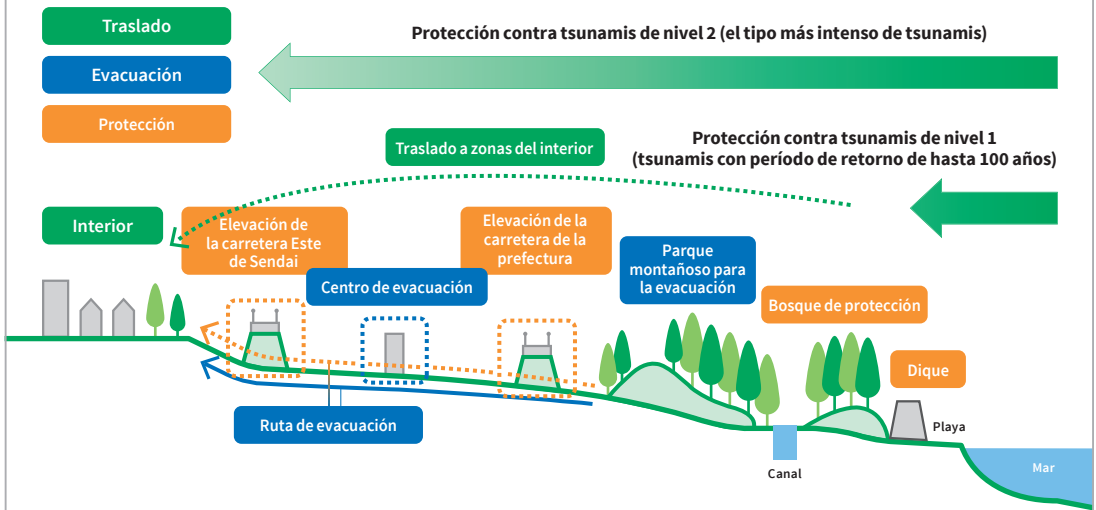 Traslado
Evacuación
Protección
Protección contra tsunamis de nivel 2 (el tipo más intenso de tsunamis)
Protección contra tsunamis de nivel 1
(tsunamis con período de retorno de hasta 100 años)
Traslado a zonas del interior
Interior
Elevación de
la carretera Este
de Sendai
Elevación de la
carretera de la
prefectura
Centro de evacuación
Parque
montañoso para
la evacuación
Bosque de protección
Dique
Ruta de evacuación
Playa
Canal
Mar